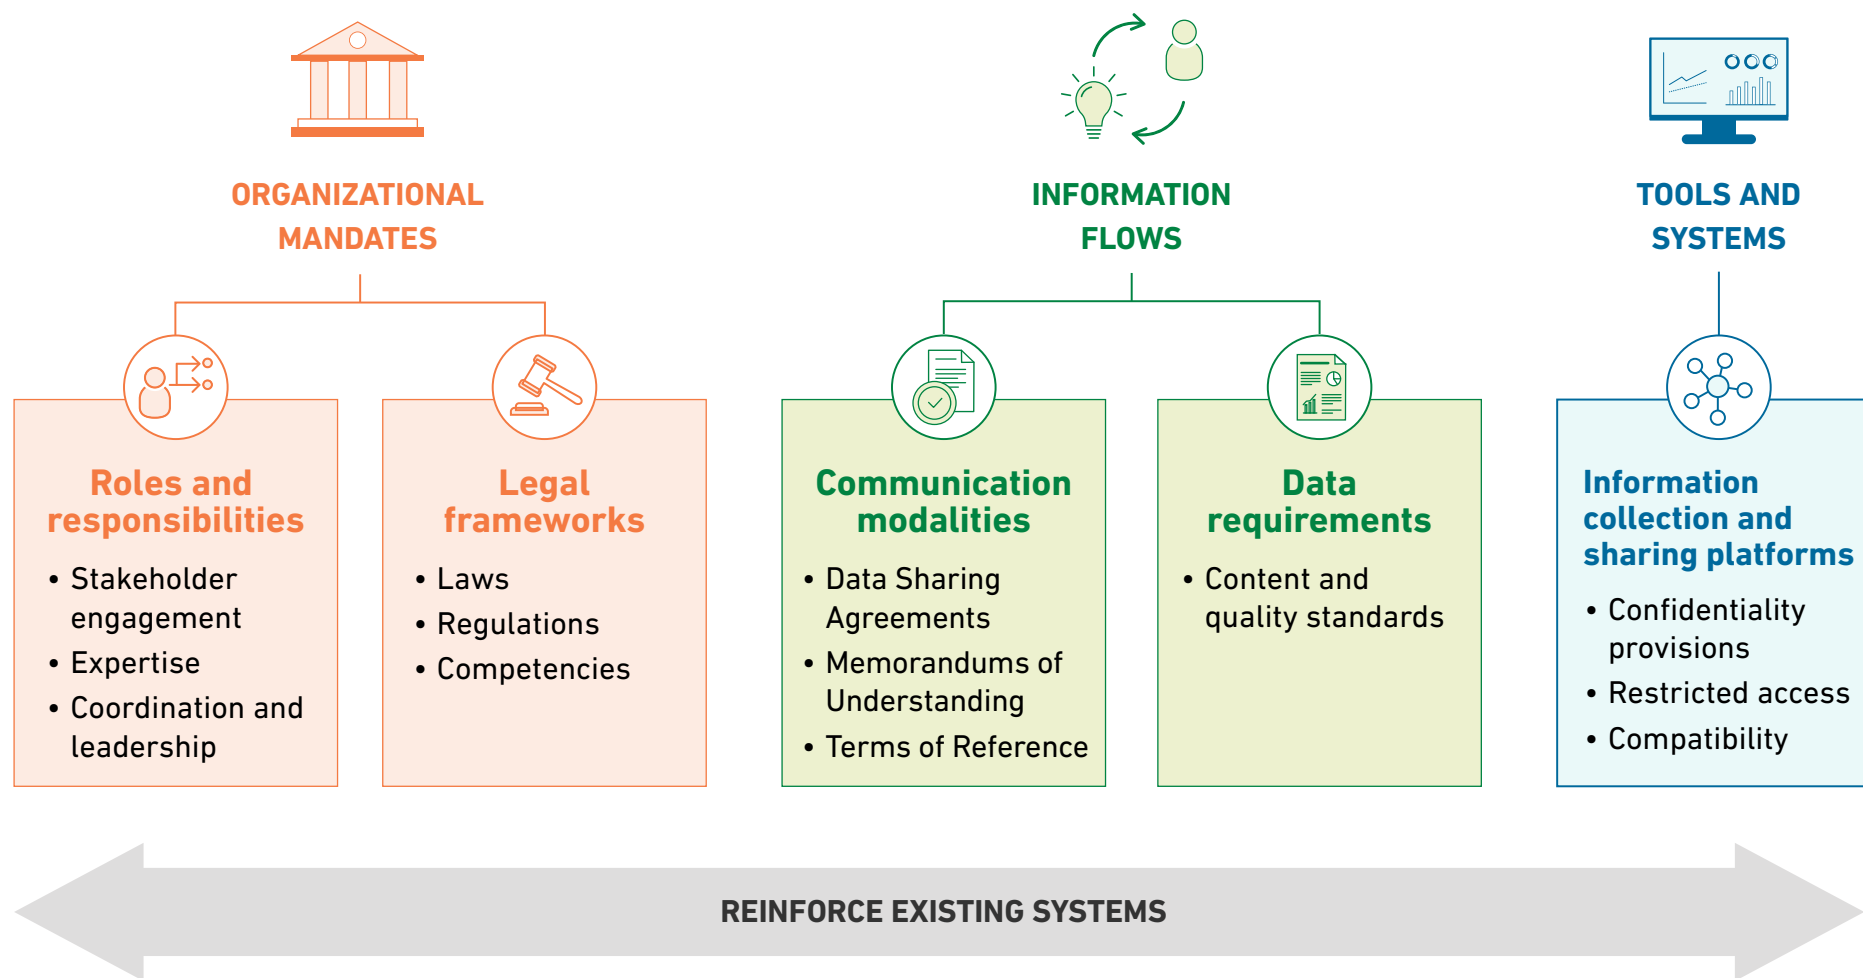 ORGANIZATIONAL
MANDATES
Roles and
responsibilities
• Stakeholder
engagement
• Expertise
• Coordination and
leadership
Legal
frameworks
• Laws
• Regulations
• Competencies
INFORMATION
FLOWS
Communication
modalities
• Data Sharing
Agreements
• Memorandums of
Understanding
• Terms of Reference
Data
requirements
• Content and
quality standards
TOOLS AND
SYSTEMS
Information
collection and
sharing platforms
• Confidentiality
provisions
• Restricted access
• Compatibility
REINFORCE EXISTING SYSTEMS